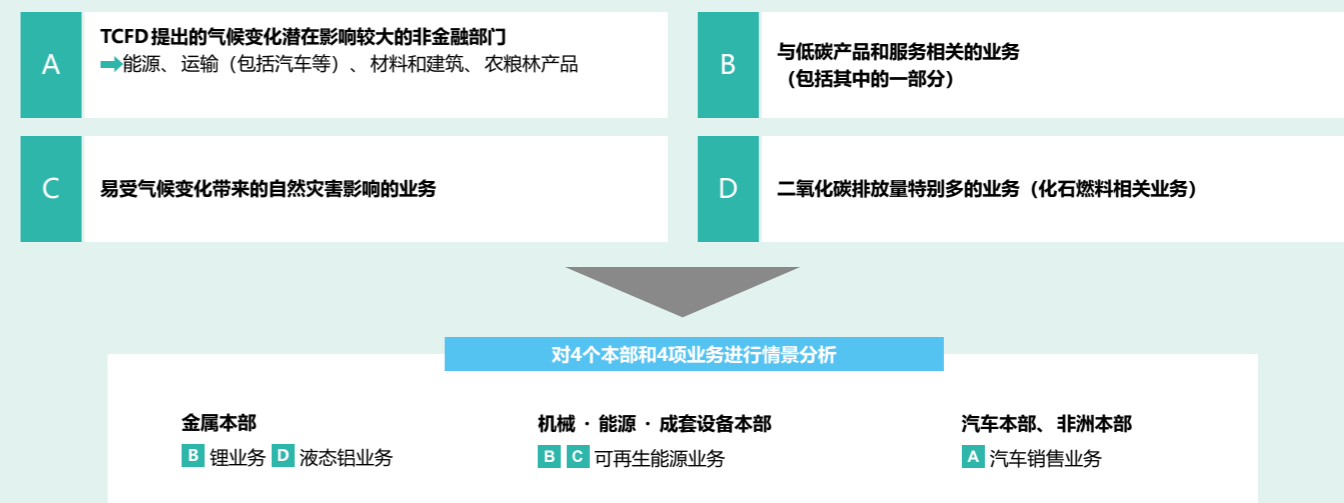 A
TCFD提出的气候变化潜在影响较大的非金融部门
➡能源、运输（包括汽车等）、材料和建筑、农粮林产品
B
与低碳产品和服务相关的业务
（包括其中的一部分）
C
易受气候变化带来的自然灾害影响的业务
D
二氧化碳排放量特别多的业务（化石燃料相关业务）
对4个本部和4项业务进行情景分析
金属本部
B 锂业务 D 液态铝业务
机械·能源·成套设备本部
B C 可再生能源业务
汽车本部、非洲本部
A 汽车销售业务